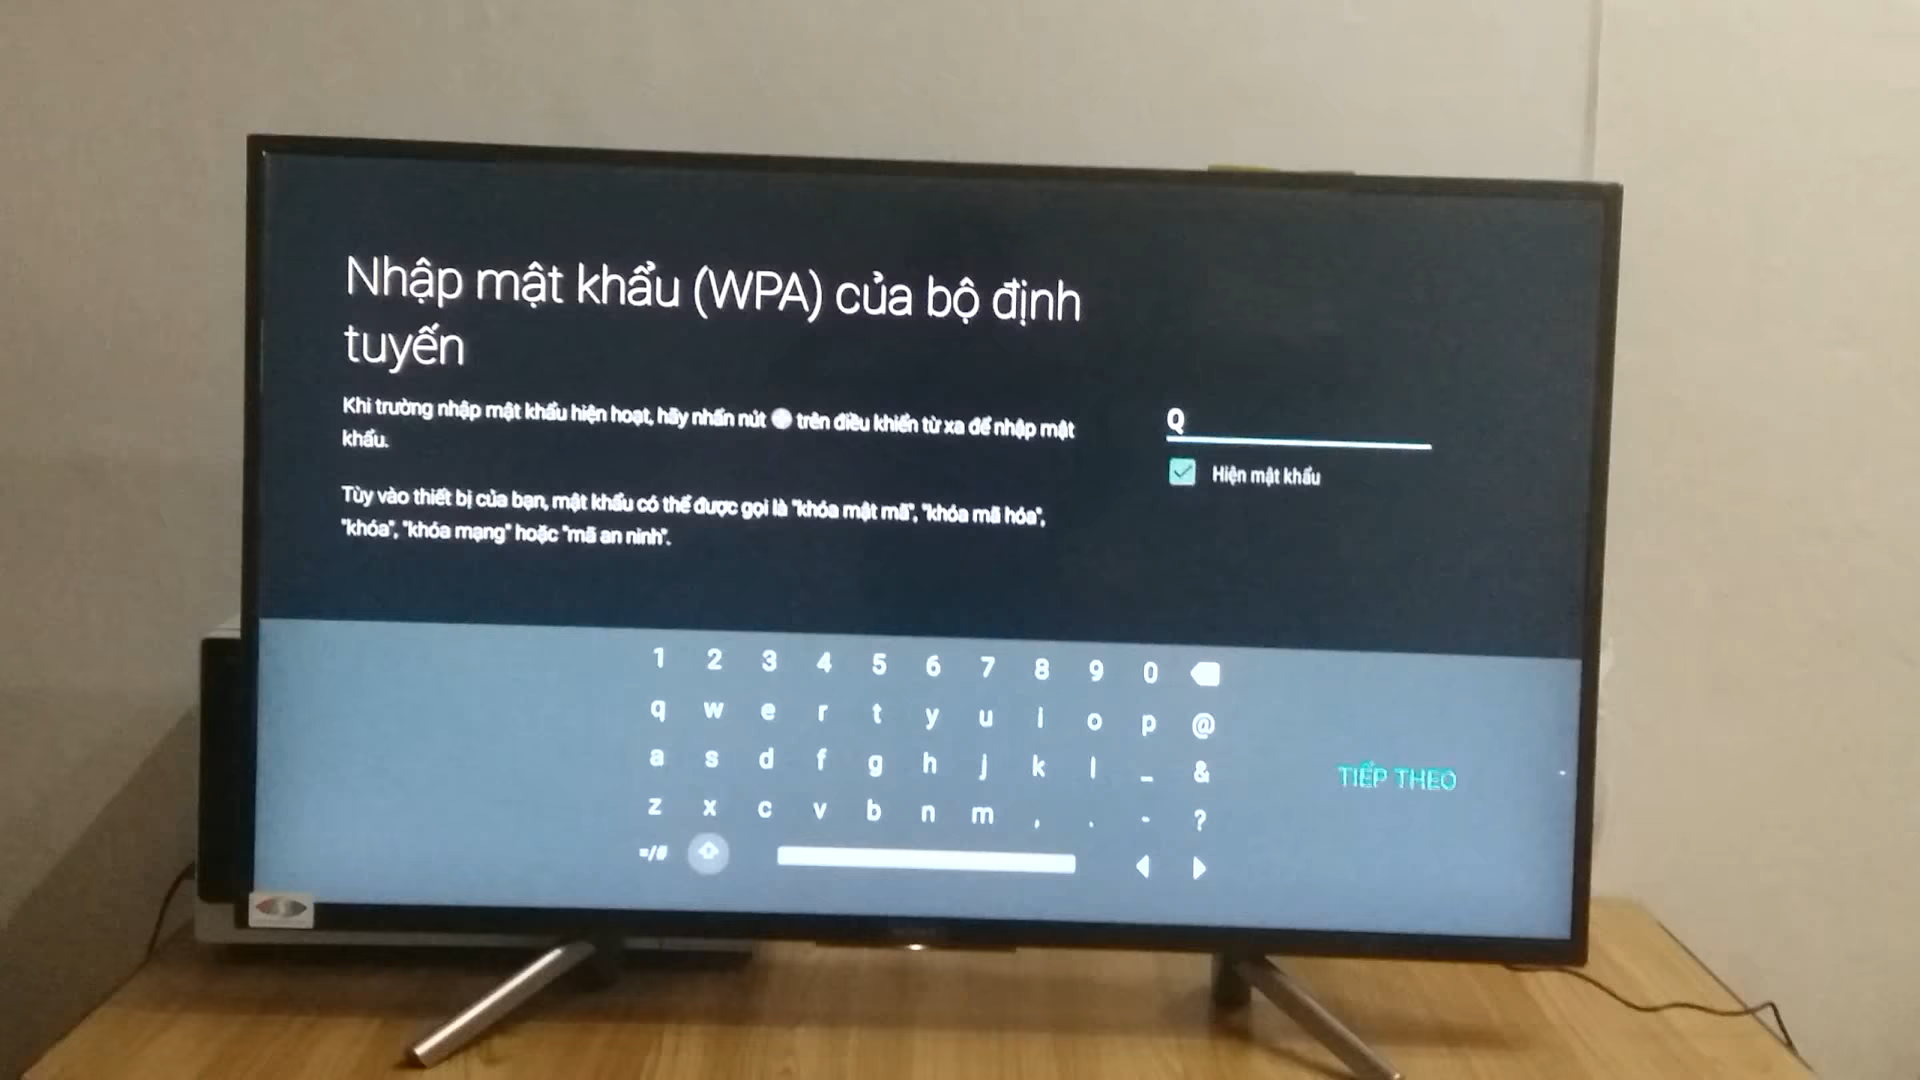 Nhập mật khẩu (WPA) của bộ định
tuyến
Khi trường nhập mật khẩu hiện hoạt, hãy nhấn nút trên điều khiển từ xa để nhập mật
khẩu.
Tùy vào thiết bị của bạn, mật khẩu có thể được gọi là "khóa mật mã", "khóa mã hóa",
"khóa", "khóa mạng" hoặc "mã an ninh".
Q
Hiện mật khẩu
1 2 3 4 5 6 7 8 9 0
q w e r t y u i o p @
a s d f g h j k l _ &
z x c v b n m , . - ?
=/#
TIẾP THEO